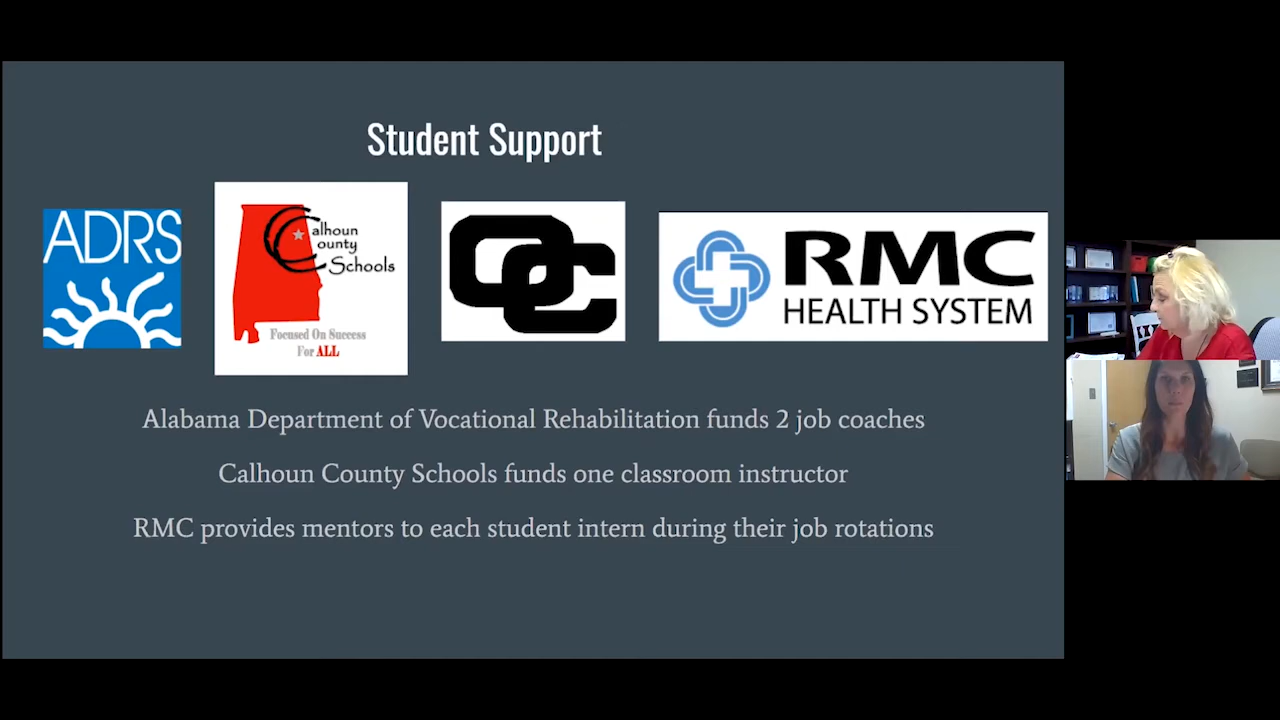 Student Support
ADRS
Calhoun
County
Schools
Focused On Success
For ALL
OC
RMC
HEALTH SYSTEM
Alabama Department of Vocational Rehabilitation funds 2 job coaches
Calhoun County Schools funds one classroom instructor
RMC provides mentors to each student intern during their job rotations